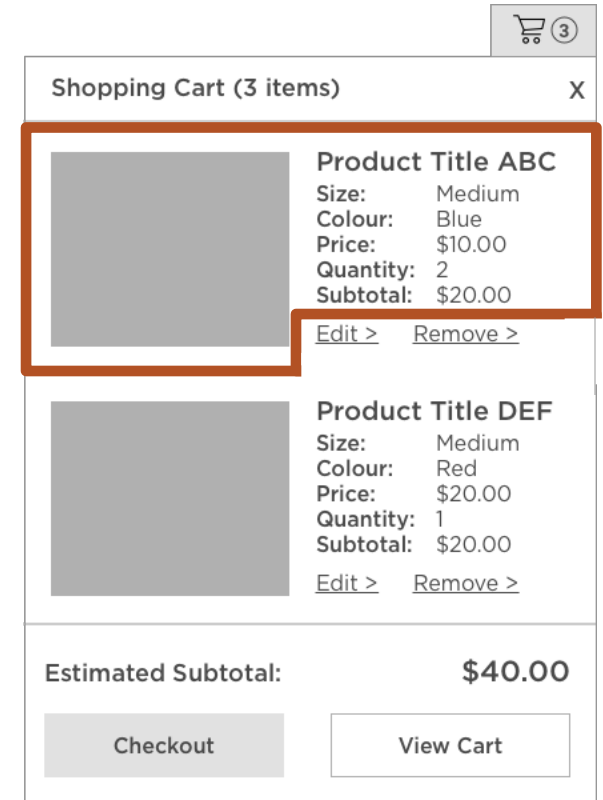 3
Shopping Cart (3 items) X
Product Title ABC
Size: Medium
Colour: Blue
Price: $10.00
Quantity: 2
Subtotal: $20.00
Edit > Remove >
Product Title DEF
Size: Medium
Colour: Red
Price: $20.00
Quantity: 1
Subtotal: $20.00
Edit > Remove >
Estimated Subtotal: $40.00
Checkout View Cart